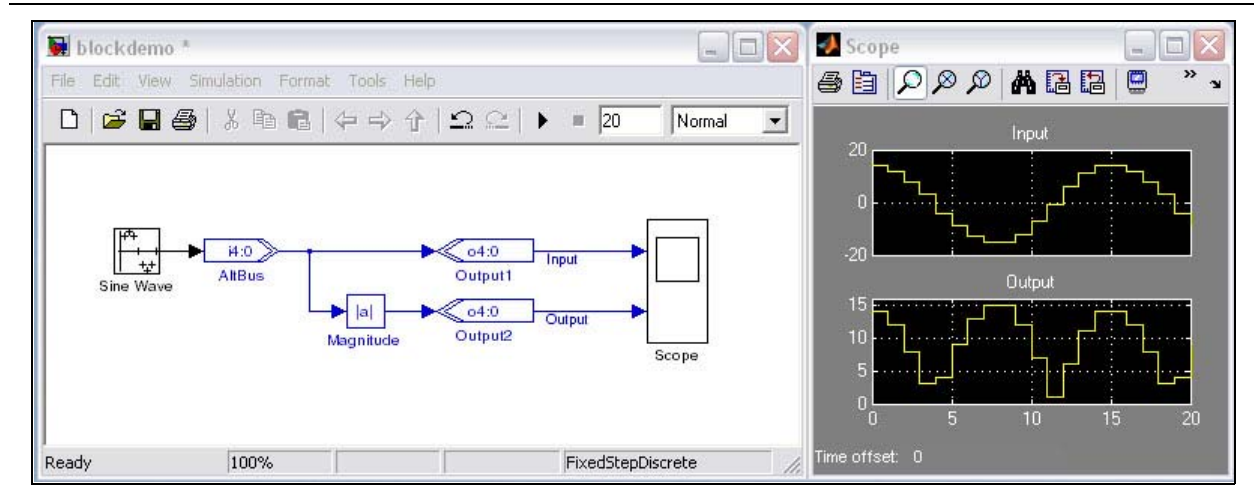 blockdemo *
File Edit View Simulation Format Tools Help
20 Normal
i4:0
o4:0
Input
Sine Wave
AltBus
Output1
|a|
o4:0
Output
Magnitude
Output2
Scope
Ready 100% FixedStepDiscrete
Scope
»
Input
20
0
-20
Output
15
10
5
0
0 5 10 15 20
Time offset: 0